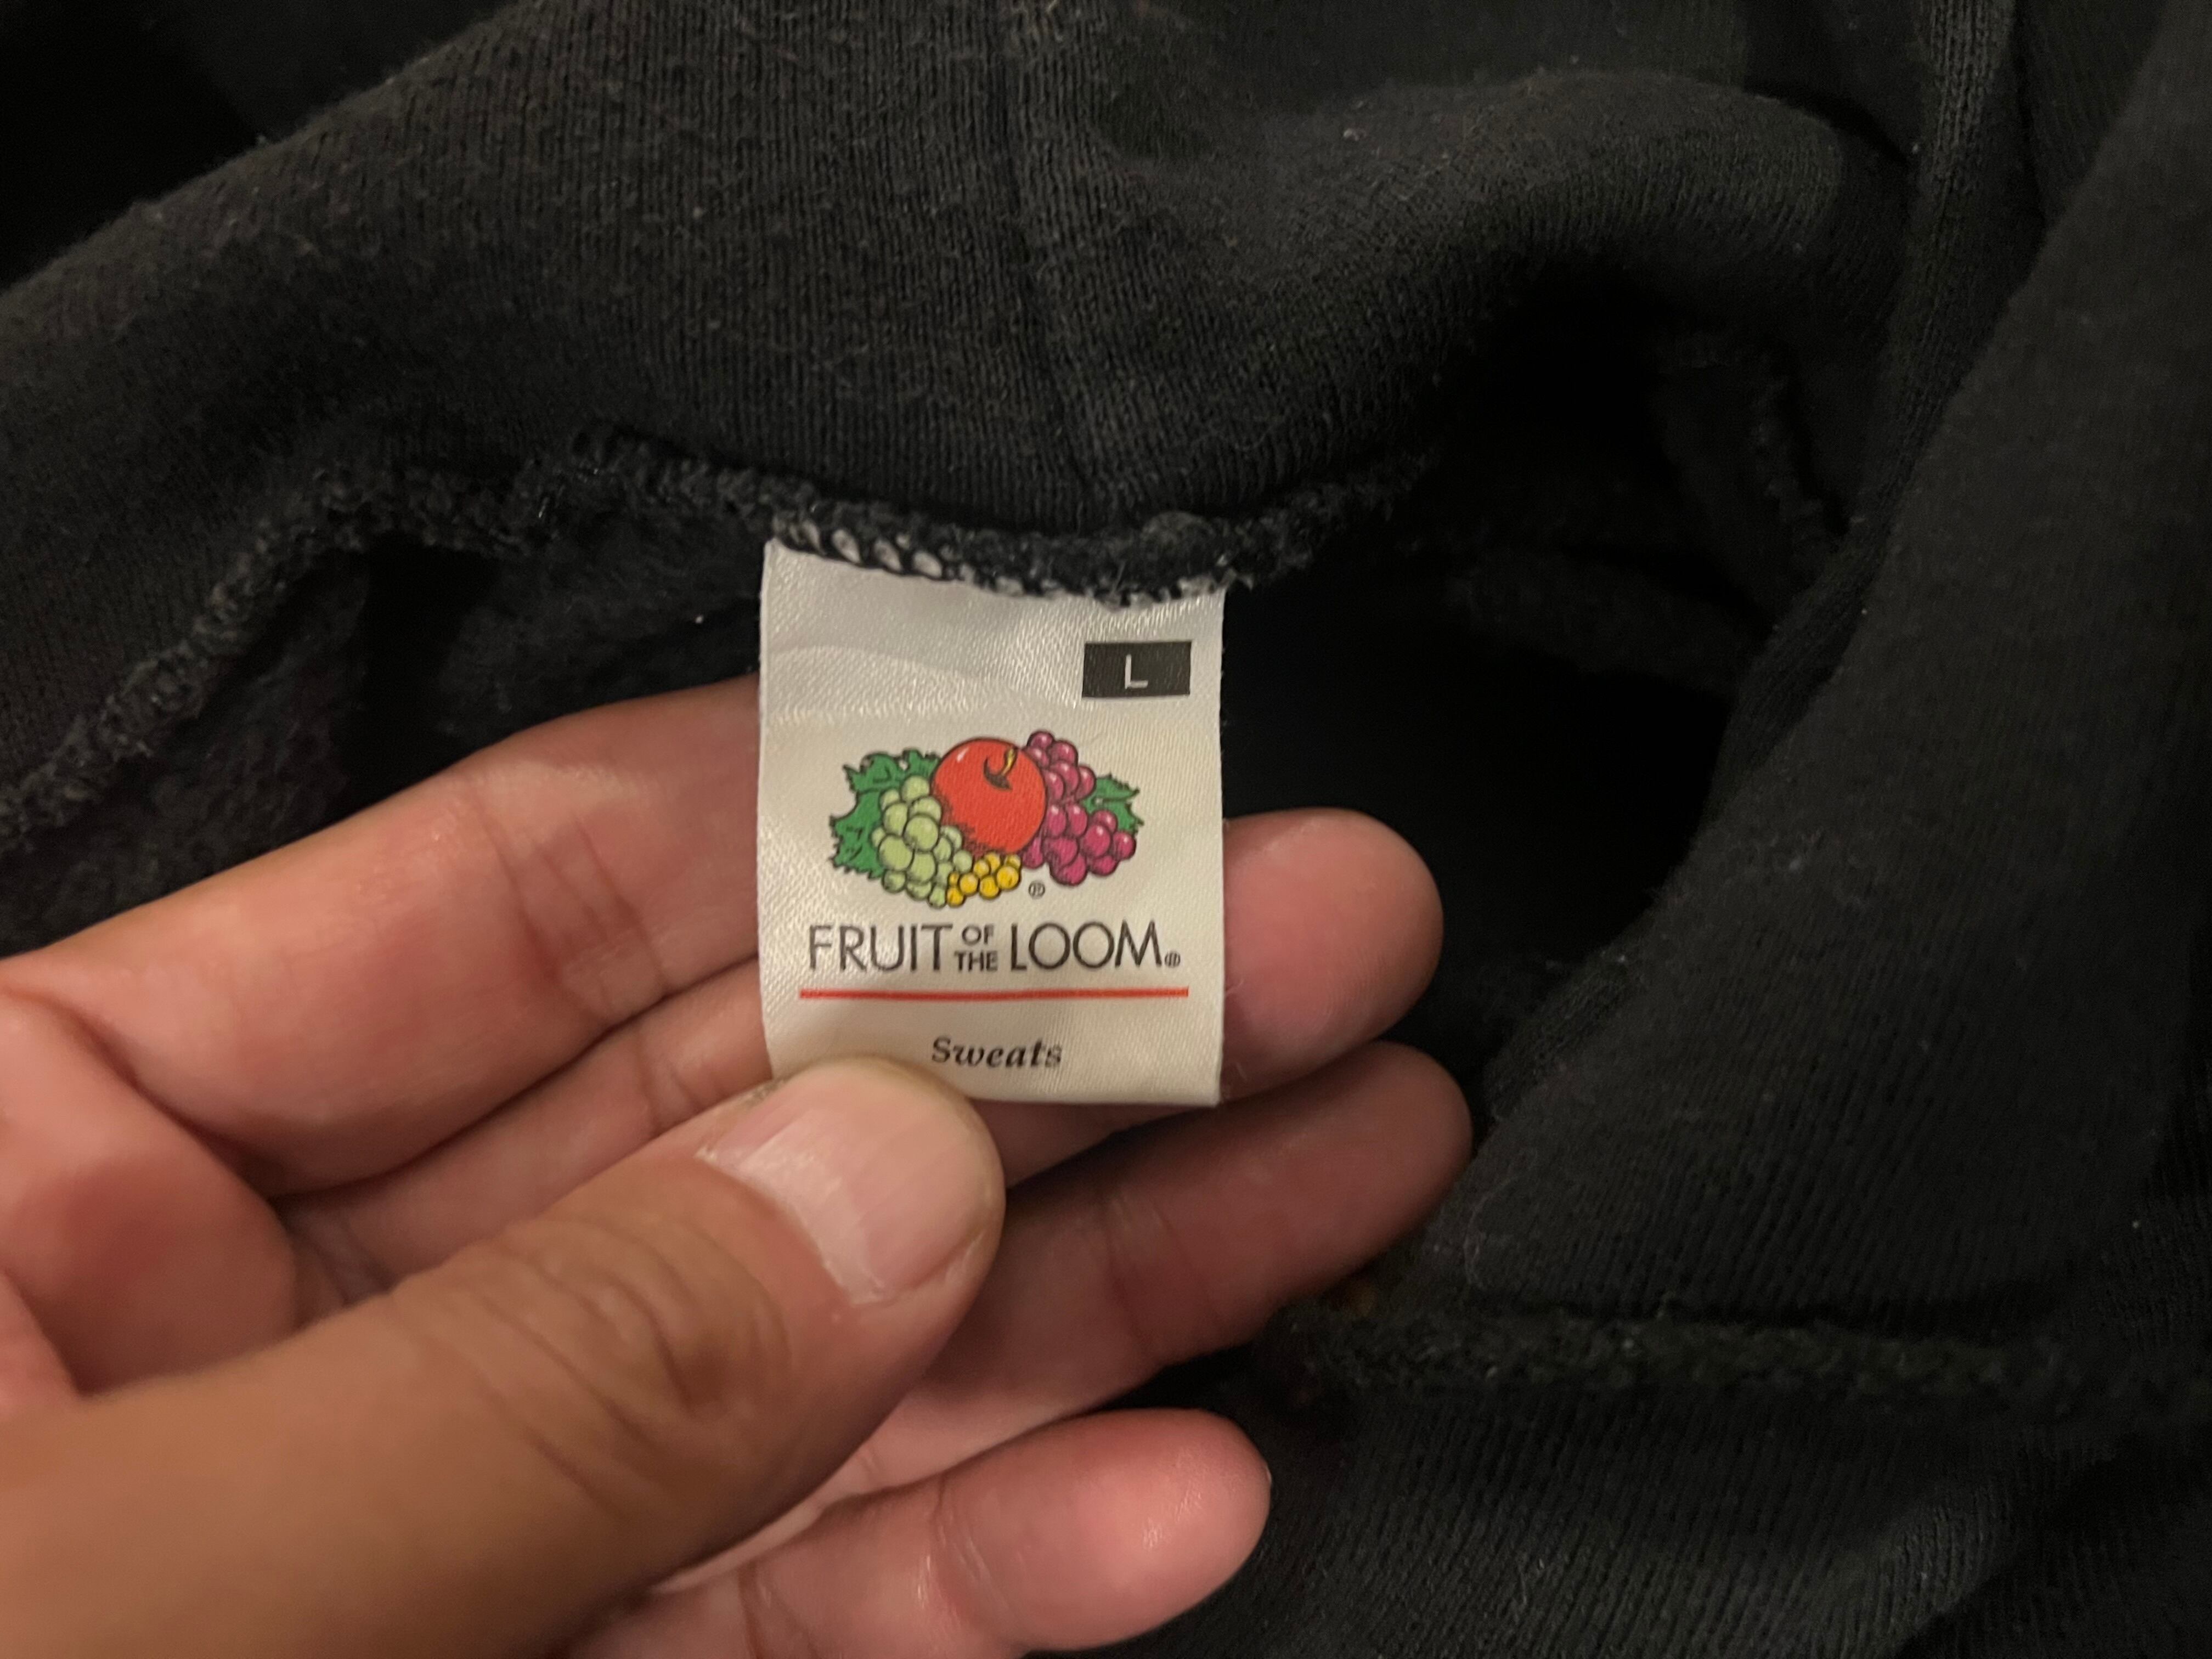 L
®
FRUIT OF THE LOOM®
Sweats